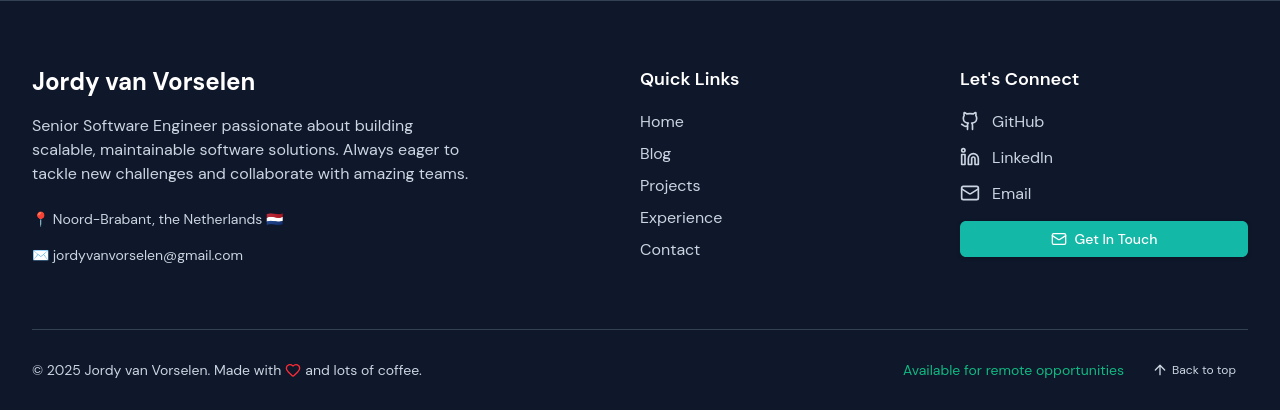 Jordy van Vorselen
Senior Software Engineer passionate about building
scalable, maintainable software solutions. Always eager to
tackle new challenges and collaborate with amazing teams.
📍 Noord-Brabant, the Netherlands 🇳🇱
✉️ jordyvanvorselen@gmail.com
Quick Links
Home
Blog
Projects
Experience
Contact
Let's Connect
GitHub
LinkedIn
Email
Get In Touch
© 2025 Jordy van Vorselen. Made with ❤ and lots of coffee.
Available for remote opportunities
Back to top